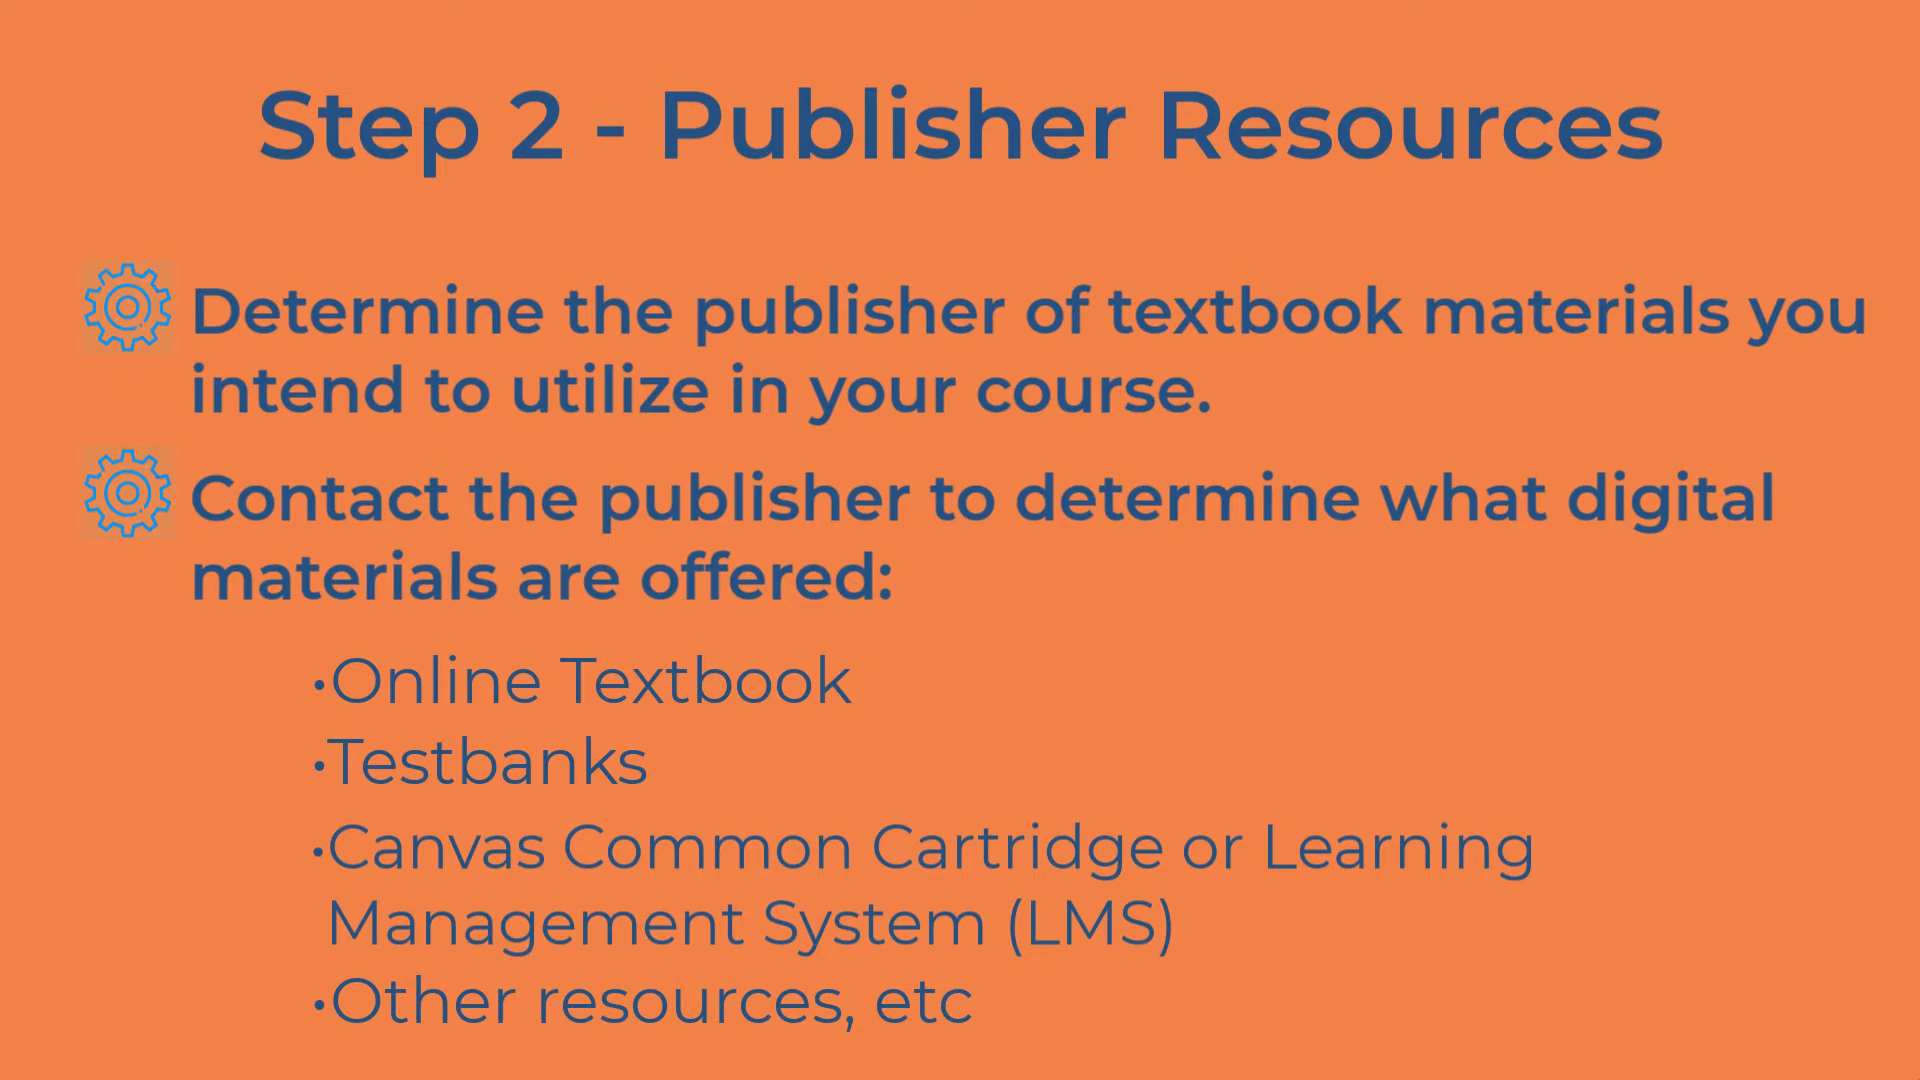 Step 2 - Publisher Resources
Determine the publisher of textbook materials you
intend to utilize in your course.
Contact the publisher to determine what digital
materials are offered:
•Online Textbook
•Testbanks
•Canvas Common Cartridge or Learning
Management System (LMS)
•Other resources, etc